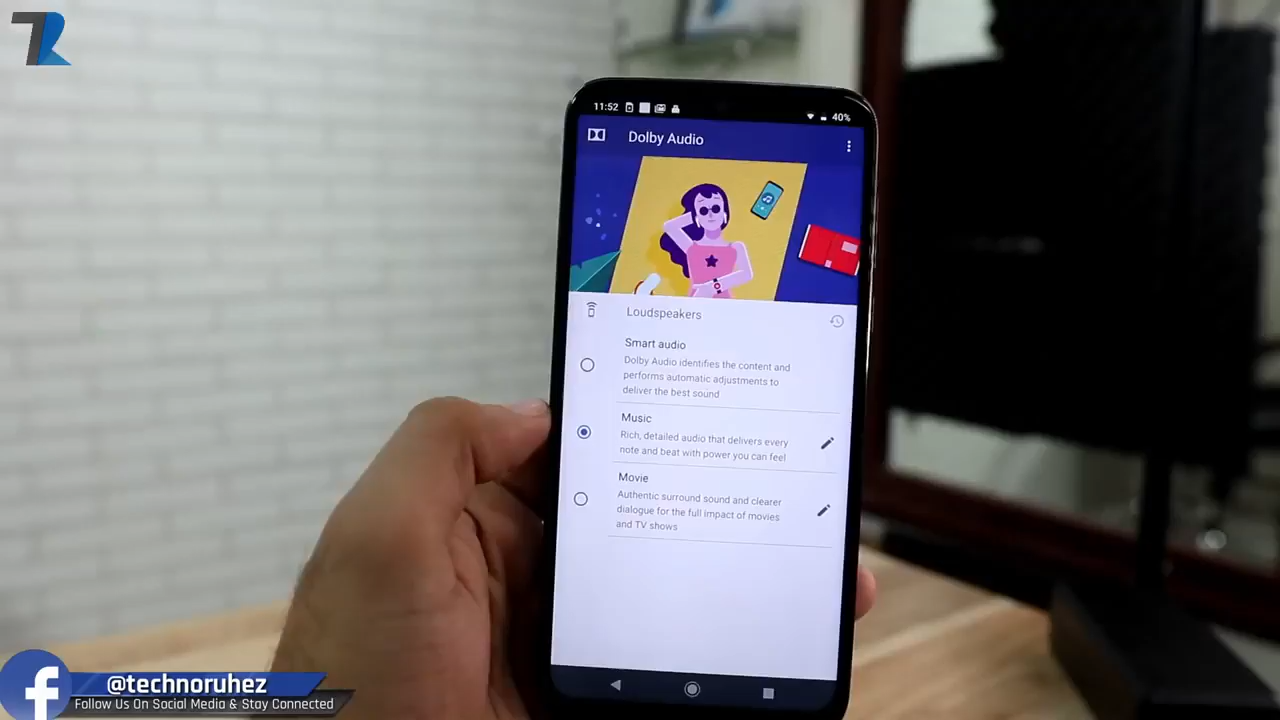 TR
11:52
40%
Dolby Audio
Loudspeakers
Smart audio
Dolby Audio identifies the content and
performs automatic adjustments to
deliver the best sound
Music
Rich, detailed audio that delivers every
note and beat with power you can feel
Movie
Authentic surround sound and clearer
dialogue for the full impact of movies
and TV shows
@technoruhez
Follow Us On Social Media & Stay Connected